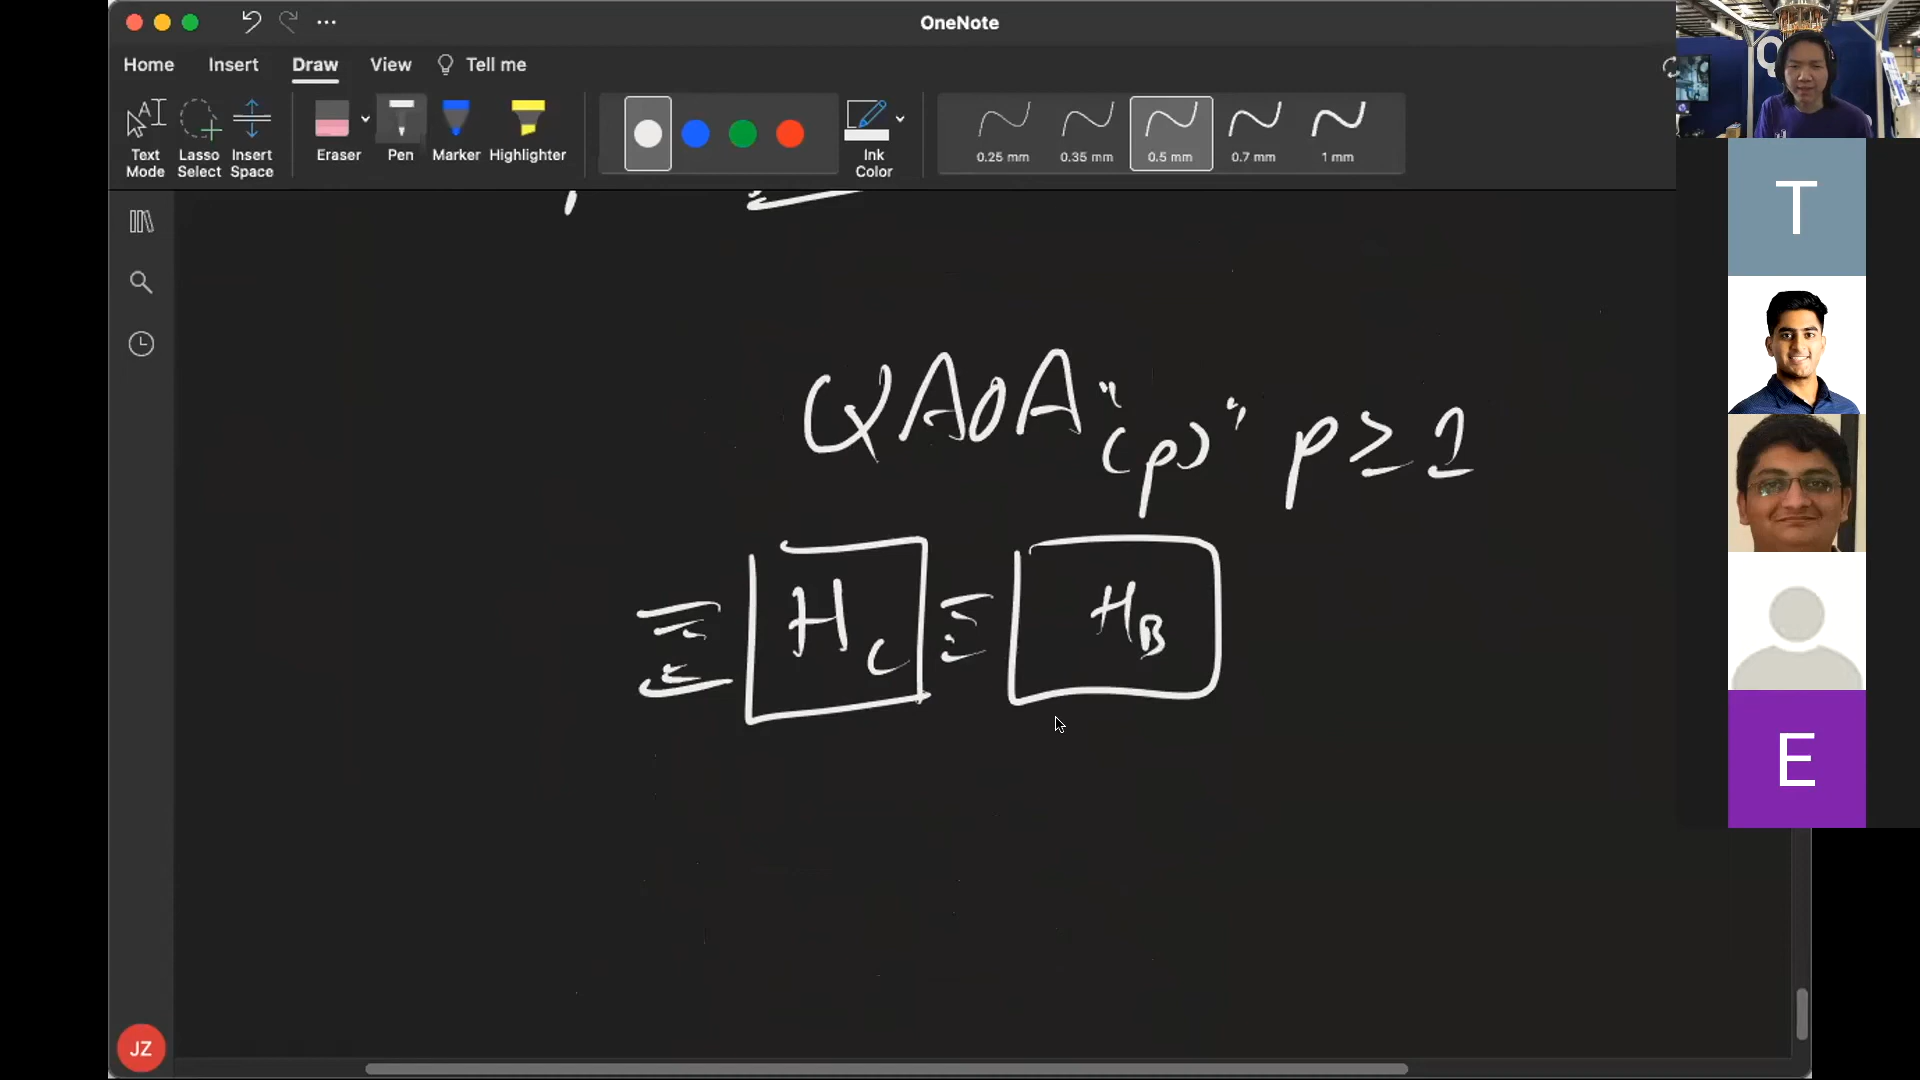 OneNote
Home Insert Draw View Tell me
Text Mode
Lasso Select
Insert Space
Eraser
Pen
Marker
Highlighter
Ink Color
0.25 mm
0.35 mm
0.5 mm
0.7 mm
1 mm
QAOA "(p)" p ≥ 1
H_C H_B
JZ
T
E